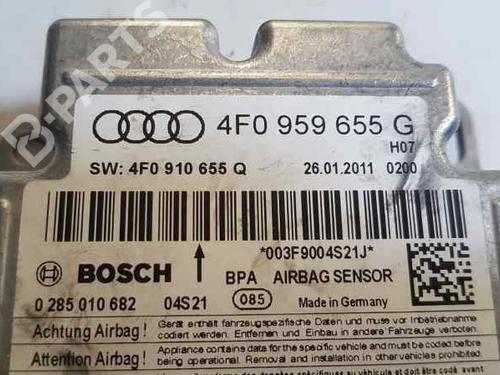 B-PARTS
4F0 959 655 G
H07
SW: 4F0 910 655 Q 26.01.2011 0200
*003F9004S21J*
BOSCH BPA AIRBAG SENSOR
0 285 010 682 04S21 085 Made in Germany
Achtung Airbag! Gerät enthält fahrzeugspezifische Daten und muss vor Inbetriebnahme
codiert werden. Entfernen und Einbau in andere Fahrzeuge verboten.
Attention Airbag! Appliance contains data for the specific vehicle and must be coded before
being operational. Removal and installation in other vehicles prohibited.